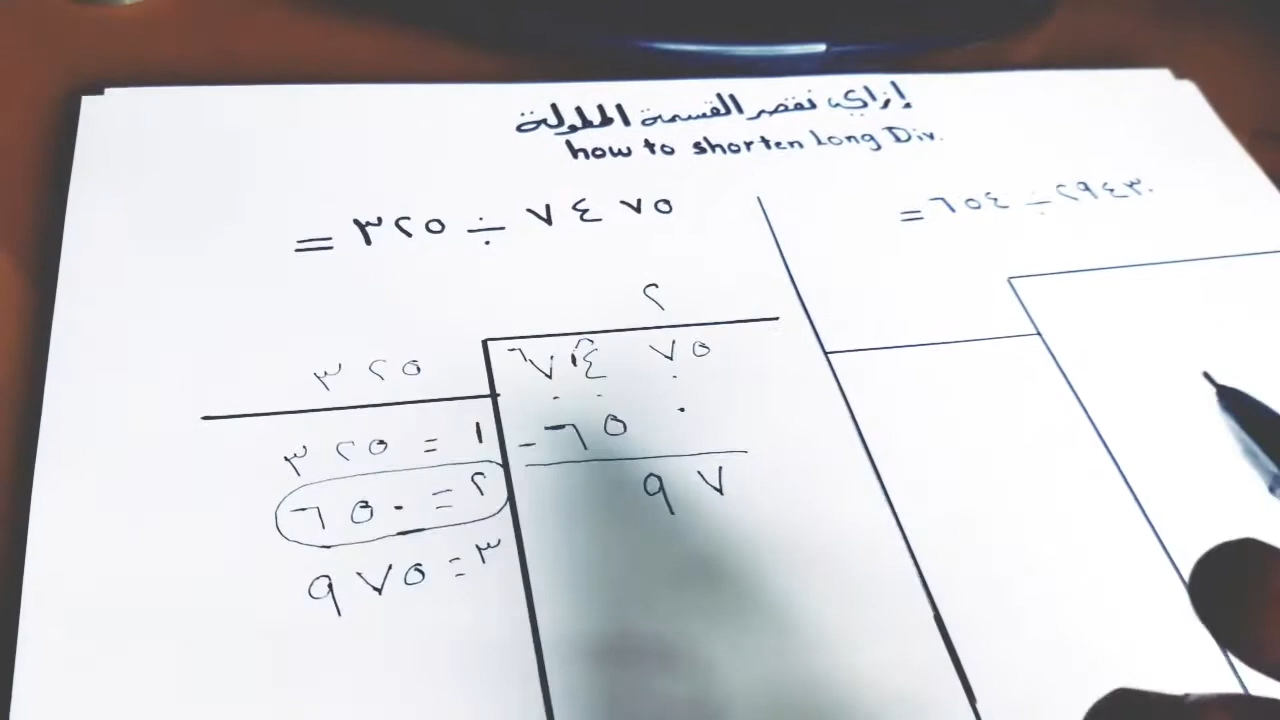 إزاي نقصر القسمة المطولة
how to shorten Long Div.
٧٤٧٥ ÷ ٣٢٥ =
٢٩٤٣٠ ÷ ٦٥٤ =
٢
٣٢٥
٧٤٧٥
٣٢٥ = ١
- ٦٥٠
٦٥٠ = ٢
٩٧
٩٧٥ = ٣